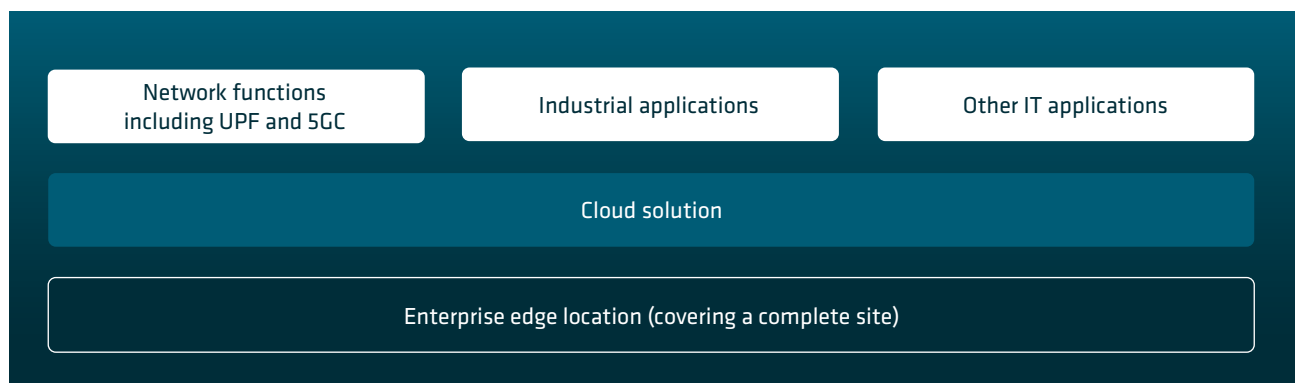 Network functions
including UPF and 5GC
Industrial applications
Other IT applications
Cloud solution
Enterprise edge location (covering a complete site)